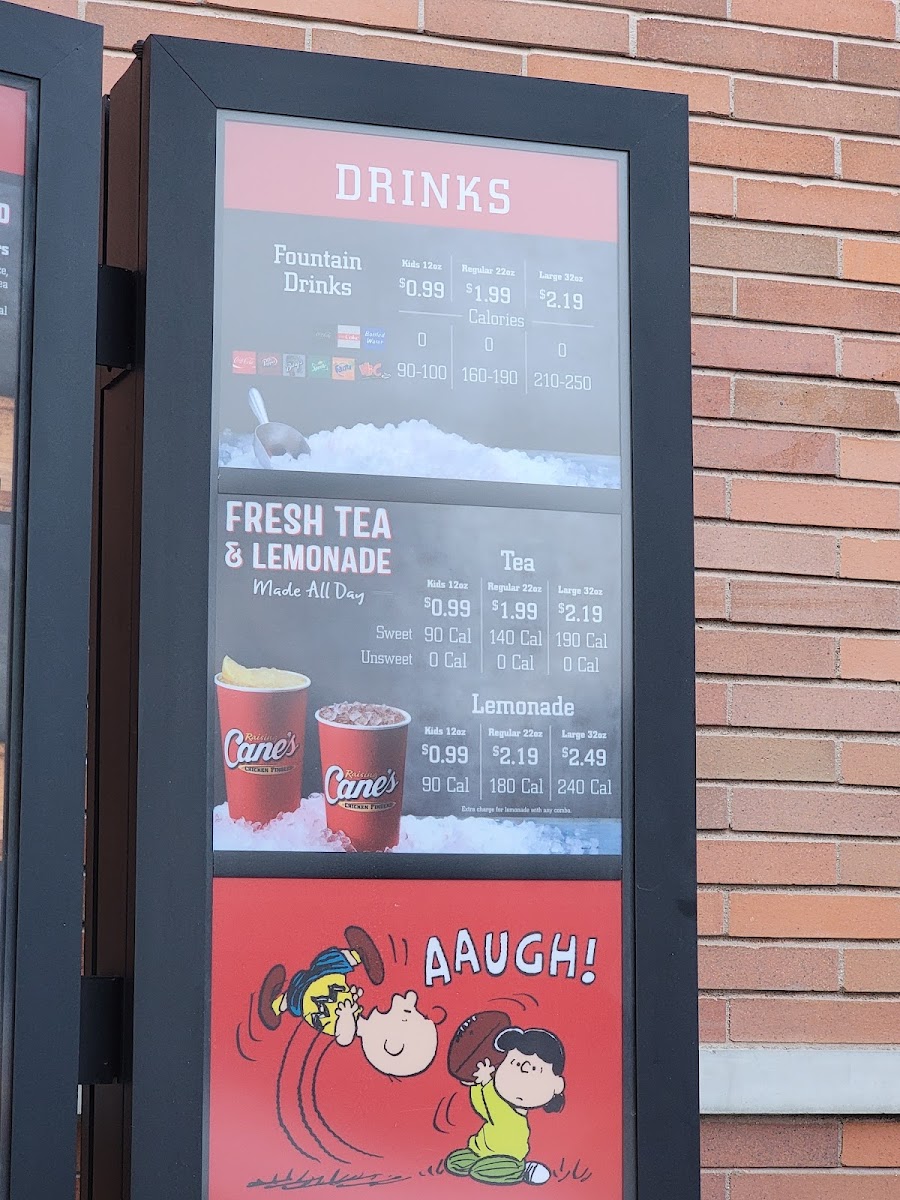 DRINKS
Fountain
Drinks
Kids 12oz Regular 22oz Large 32oz
$0.99 $1.99 $2.19
Calories
Bottled
Water
0 0 0
90-100 160-190 210-250
FRESH TEA
& LEMONADE
Made All Day
Tea
Kids 12oz Regular 22oz Large 32oz
$0.99 $1.99 $2.19
Sweet 90 Cal 140 Cal 190 Cal
Unsweet 0 Cal 0 Cal 0 Cal
Lemonade
Kids 12oz Regular 22oz Large 32oz
$0.99 $2.19 $2.49
90 Cal 180 Cal 240 Cal
Extra charge for lemonade with any combo.
Raising
Cane's
CHICKEN FINGERS
Raising
Cane's
CHICKEN FINGERS
AAUGH!